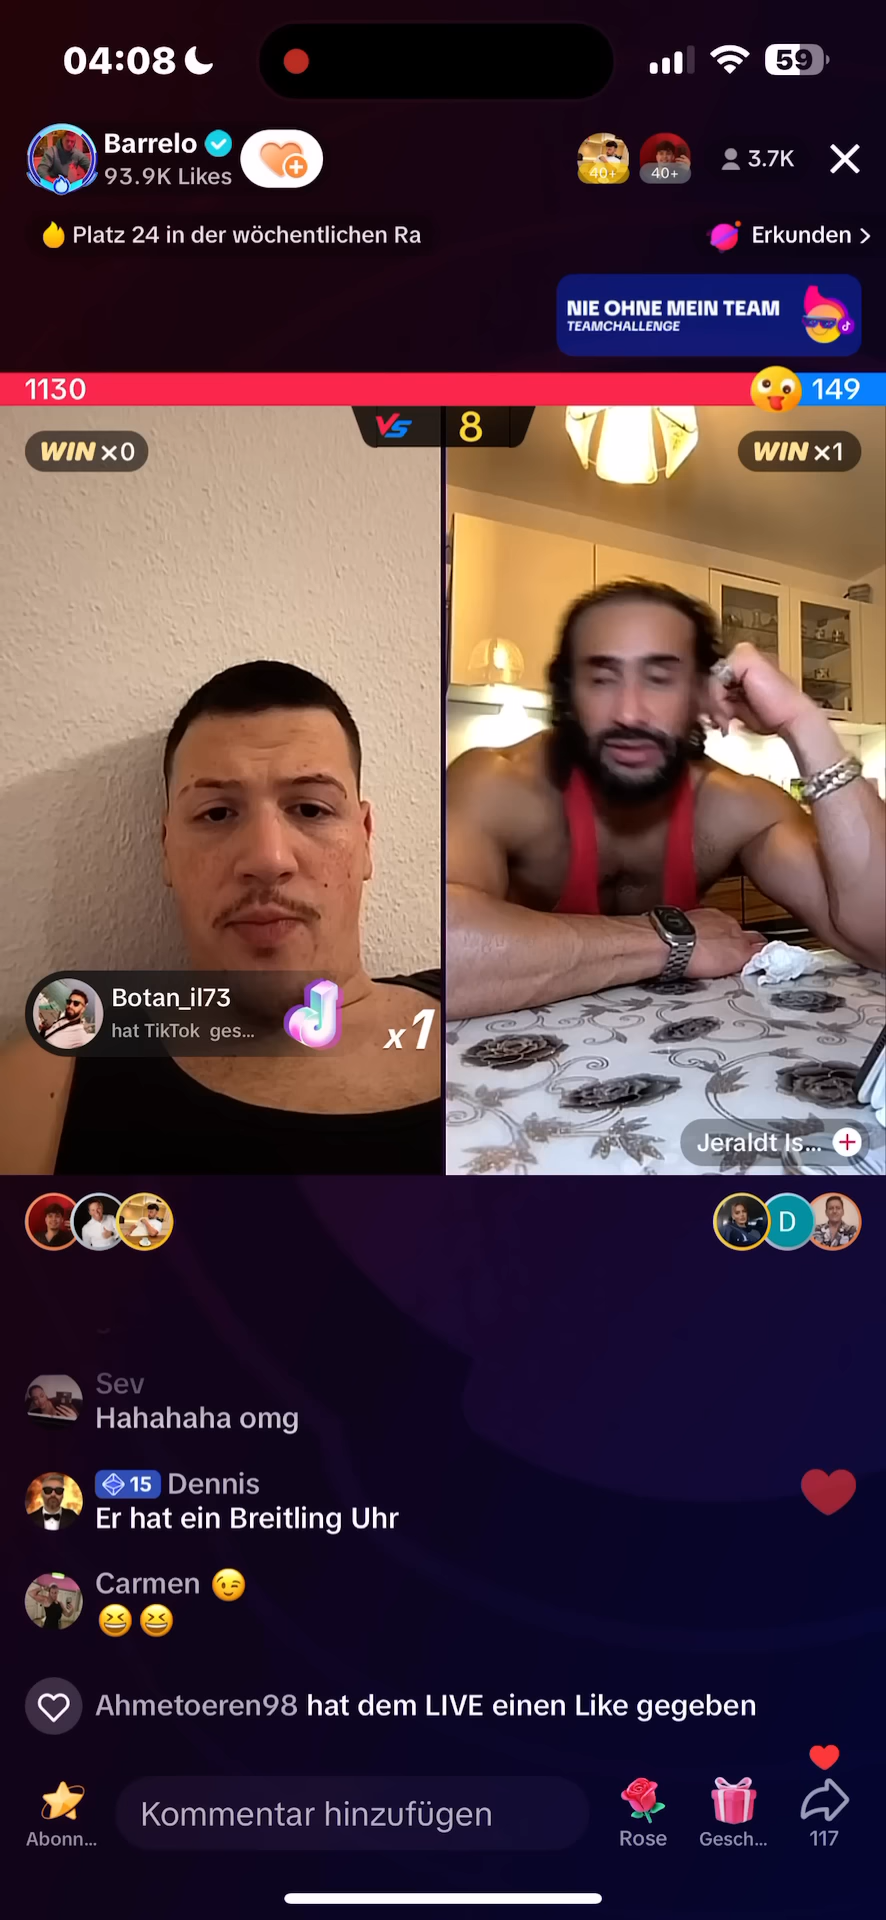 04:08
59
Barrelo
93.9K Likes
40+
40+
3.7K
Platz 24 in der wöchentlichen Ra
Erkunden
NIE OHNE MEIN TEAM
TEAMCHALLENGE
1130
149
VS
8
WIN x0
WIN x1
Botan_il73
hat TikTok ges...
x1
Jeraldt Is...
D
Sev
Hahahaha omg
15 Dennis
Er hat ein Breitling Uhr
Carmen 😉
😆😆
Ahmetoeren98 hat dem LIVE einen Like gegeben
Abonn...
Kommentar hinzufügen
Rose
Gesch...
117